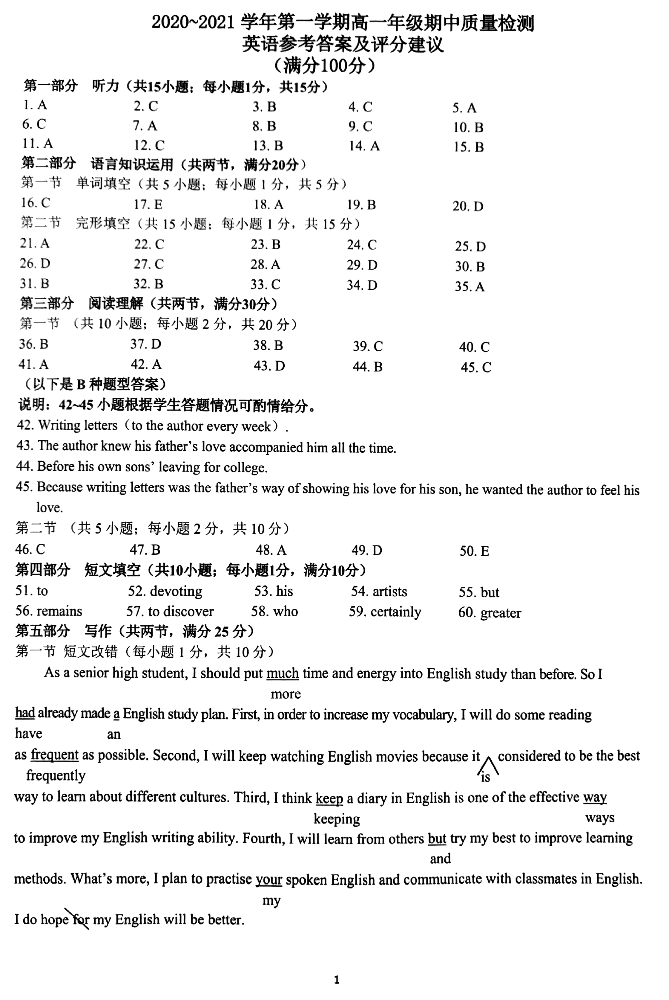 2020~2021 学年第一学期高一年级期中质量检测
英语参考答案及评分建议
（满分100分）
第一部分 听力（共15小题；每小题1分，共15分）
1. A 2. C 3. B 4. C 5. A
6. C 7. A 8. B 9. C 10. B
11. A 12. C 13. B 14. A 15. B
第二部分 语言知识运用（共两节，满分20分）
第一节 单词填空（共 5 小题；每小题 1 分，共 5 分）
16. C 17. E 18. A 19. B 20. D
第二节 完形填空（共 15 小题；每小题 1 分，共 15 分）
21. A 22. C 23. B 24. C 25. D
26. D 27. C 28. A 29. D 30. B
31. B 32. B 33. C 34. D 35. A
第三部分 阅读理解（共两节，满分30分）
第一节 （共 10 小题；每小题 2 分，共 20 分）
36. B 37. D 38. B 39. C 40. C
41. A 42. A 43. D 44. B 45. C
（以下是 B 种题型答案）
说明：42~45 小题根据学生答题情况可酌情给分。
42. Writing letters（to the author every week）.
43. The author knew his father's love accompanied him all the time.
44. Before his own sons' leaving for college.
45. Because writing letters was the father's way of showing his love for his son, he wanted the author to feel his
love.
第二节 （共 5 小题；每小题 2 分，共 10 分）
46. C 47. B 48. A 49. D 50. E
第四部分 短文填空（共10小题；每小题1分，满分10分）
51. to 52. devoting 53. his 54. artists 55. but
56. remains 57. to discover 58. who 59. certainly 60. greater
第五部分 写作（共两节，满分 25 分）
第一节 短文改错（每小题 1 分，共 10 分）
As a senior high student, I should put much time and energy into English study than before. So I
more
had already made a English study plan. First, in order to increase my vocabulary, I will do some reading
have an
as frequent as possible. Second, I will keep watching English movies because it considered to be the best
frequently is
way to learn about different cultures. Third, I think keep a diary in English is one of the effective way
keeping ways
to improve my English writing ability. Fourth, I will learn from others but try my best to improve learning
and
methods. What's more, I plan to practise your spoken English and communicate with classmates in English.
my
I do hope for my English will be better.
1